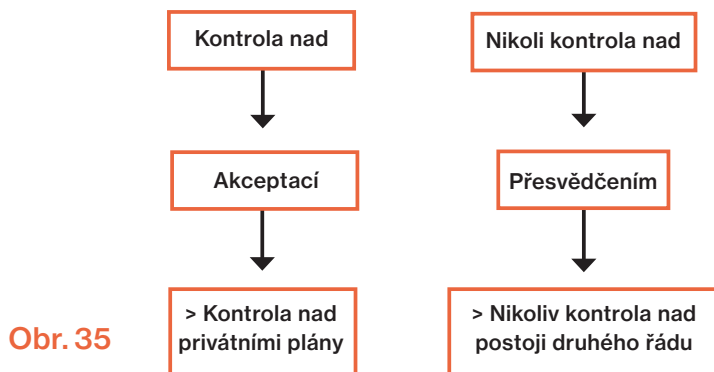 Kontrola nad
Nikoli kontrola nad
Akceptací
Přesvědčením
> Kontrola nad
privátními plány
> Nikoliv kontrola nad
postoji druhého řádu
Obr. 35